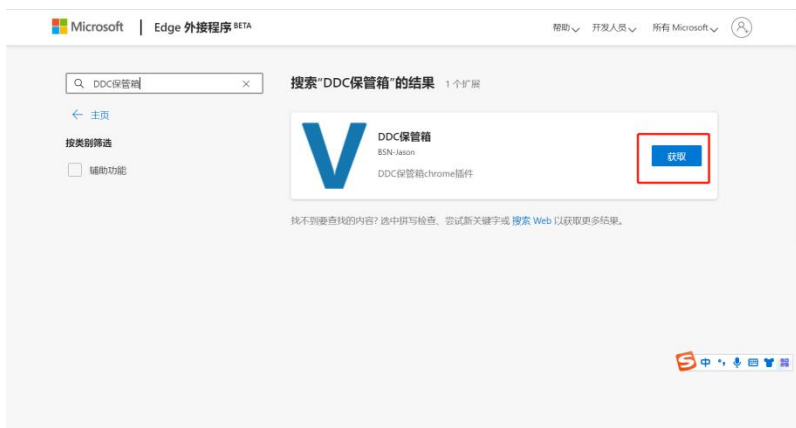 Microsoft | Edge 外接程序 BETA
帮助 开发人员 所有 Microsoft
DDC保管箱
搜索"DDC保管箱"的结果 1 个扩展
主页
按类别筛选
辅助功能
DDC保管箱
BSN-Jason
DDC保管箱chrome插件
获取
找不到要查找的内容? 选中拼写检查、尝试新关键字或 搜索 Web 以获取更多结果。
中